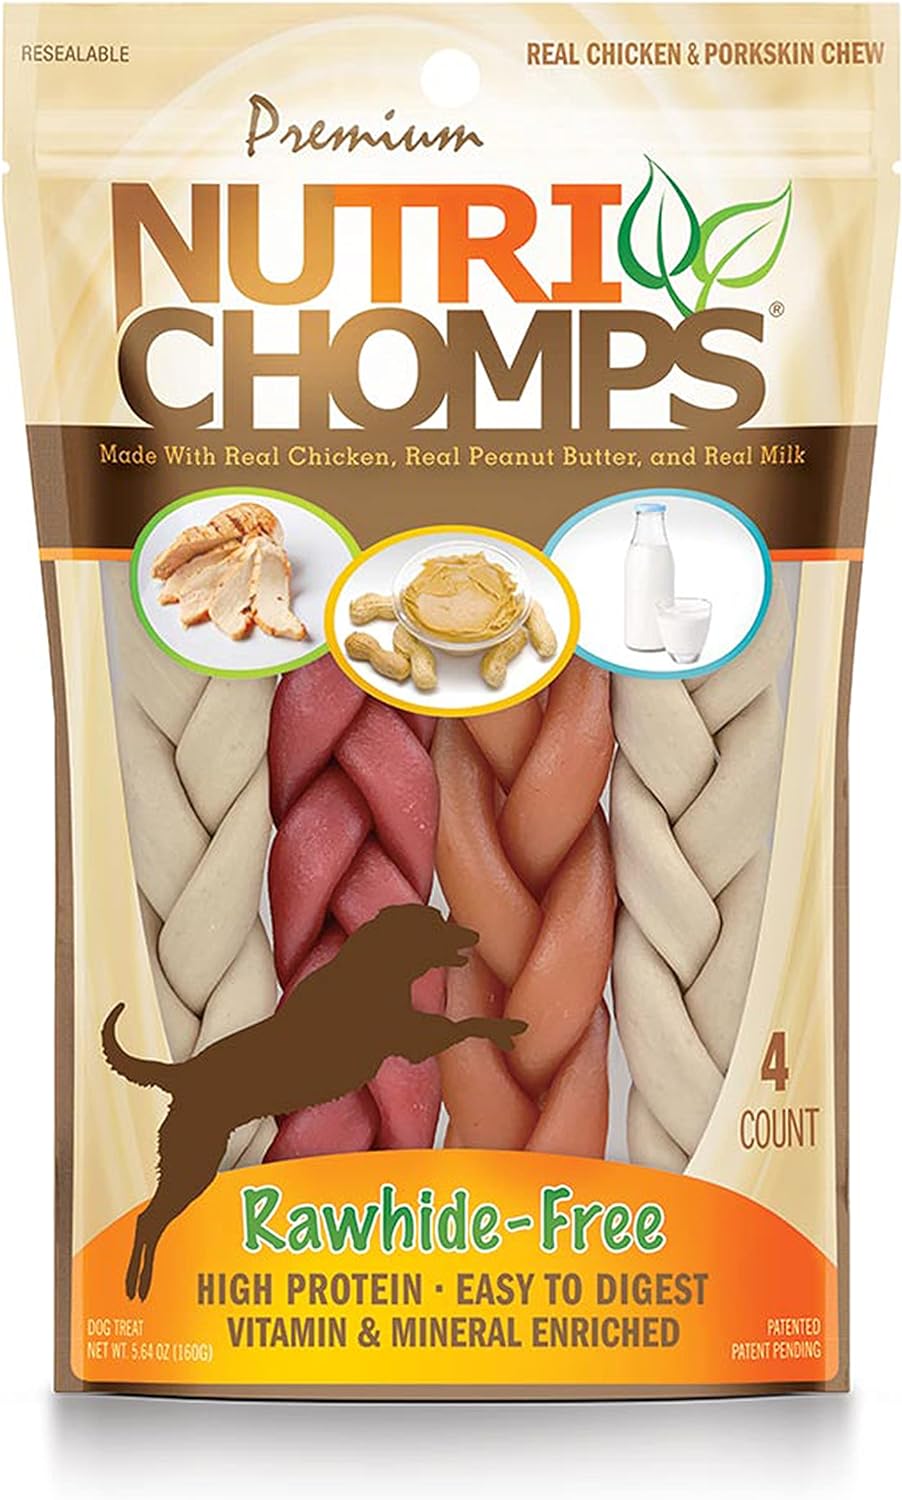 RESEALABLE
REAL CHICKEN & PORKSKIN CHEW
Premium
NUTRI
CHOMPS®
Made With Real Chicken, Real Peanut Butter, and Real Milk
4
COUNT
Rawhide-Free
HIGH PROTEIN · EASY TO DIGEST
VITAMIN & MINERAL ENRICHED
DOG TREAT
NET WT. 5.64 OZ (160G)
PATENTED
PATENT PENDING